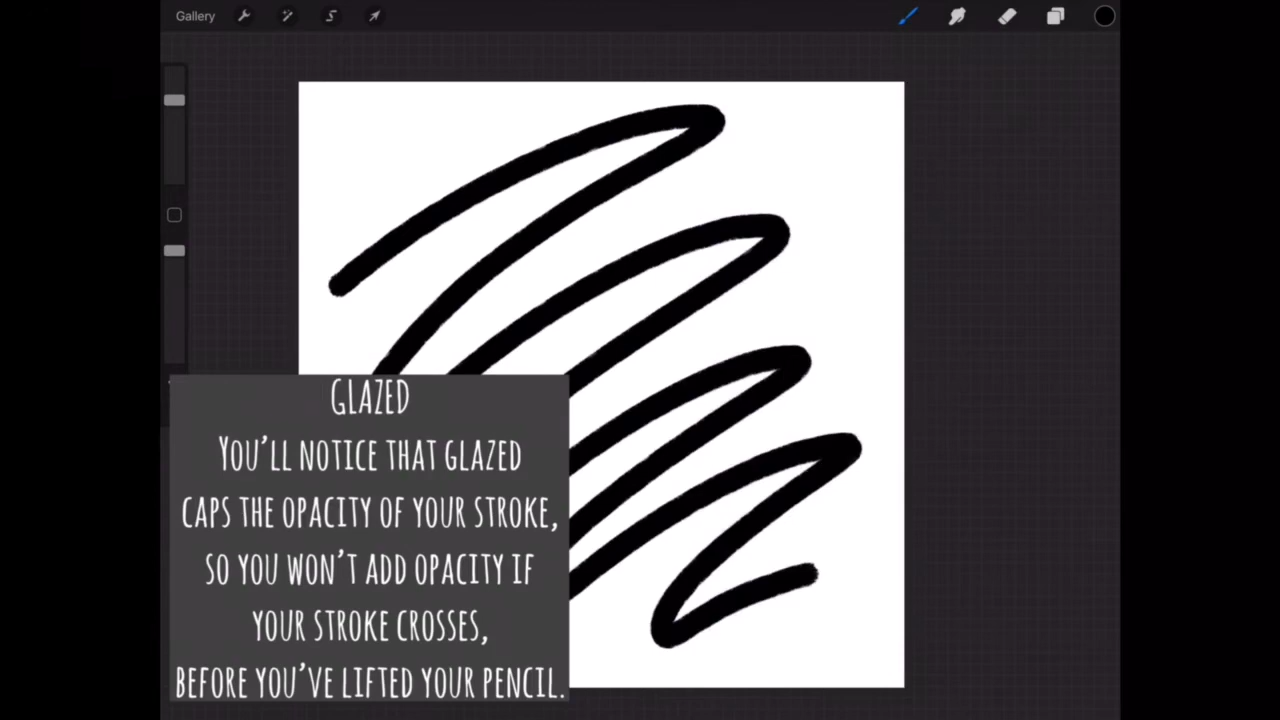 Gallery
GLAZED
YOU'LL NOTICE THAT GLAZED
CAPS THE OPACITY OF YOUR STROKE,
SO YOU WON'T ADD OPACITY IF
YOUR STROKE CROSSES,
BEFORE YOU'VE LIFTED YOUR PENCIL.